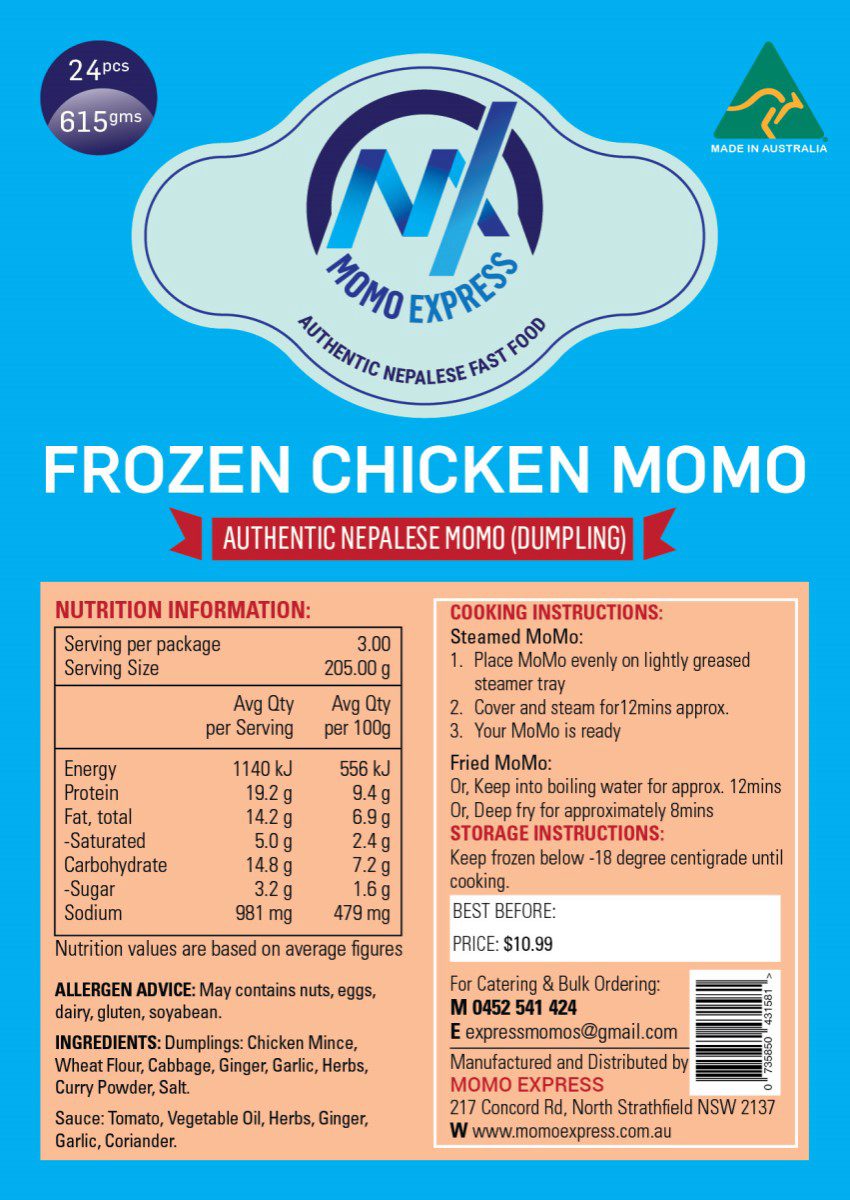 24pcs
615gms
MADE IN AUSTRALIA
NX
MOMO EXPRESS
AUTHENTIC NEPALESE FAST FOOD
FROZEN CHICKEN MOMO
AUTHENTIC NEPALESE MOMO (DUMPLING)
NUTRITION INFORMATION:
Serving per package 3.00
Serving Size 205.00 g
Avg Qty Avg Qty
per Serving per 100g
Energy 1140 kJ 556 kJ
Protein 19.2 g 9.4 g
Fat, total 14.2 g 6.9 g
-Saturated 5.0 g 2.4 g
Carbohydrate 14.8 g 7.2 g
-Sugar 3.2 g 1.6 g
Sodium 981 mg 479 mg
Nutrition values are based on average figures
ALLERGEN ADVICE: May contains nuts, eggs,
dairy, gluten, soyabean.
INGREDIENTS: Dumplings: Chicken Mince,
Wheat Flour, Cabbage, Ginger, Garlic, Herbs,
Curry Powder, Salt.
Sauce: Tomato, Vegetable Oil, Herbs, Ginger,
Garlic, Coriander.
COOKING INSTRUCTIONS:
Steamed MoMo:
1. Place MoMo evenly on lightly greased
steamer tray
2. Cover and steam for12mins approx.
3. Your MoMo is ready
Fried MoMo:
Or, Keep into boiling water for approx. 12mins
Or, Deep fry for approximately 8mins
STORAGE INSTRUCTIONS:
Keep frozen below -18 degree centigrade until
cooking.
BEST BEFORE:
PRICE: $10.99
For Catering & Bulk Ordering:
M 0452 541 424
E expressmomos@gmail.com
Manufactured and Distributed by
MOMO EXPRESS
217 Concord Rd, North Strathfield NSW 2137
W www.momoexpress.com.au
0 735850 431581 >